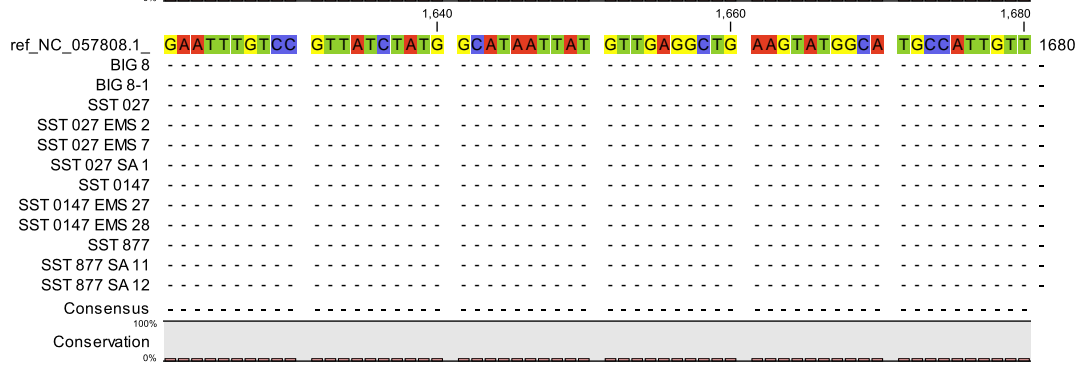 0%
1,640 1,660 1,680
ref_NC_057808.1_ GAATTTGTCC GTTATCTATG GCATAATTAT GTTGAGGCTG AAGTATGGCA TGCCATTGTT 1680
BIG 8 - - - - - - - - - - - - - - - - - - - - - - - - - - - - - - - - - - - - - - - - - - - - - - - - - - - - - - - - - - - - -
BIG 8-1 - - - - - - - - - - - - - - - - - - - - - - - - - - - - - - - - - - - - - - - - - - - - - - - - - - - - - - - - - - - - -
SST 027 - - - - - - - - - - - - - - - - - - - - - - - - - - - - - - - - - - - - - - - - - - - - - - - - - - - - - - - - - - - - -
SST 027 EMS 2 - - - - - - - - - - - - - - - - - - - - - - - - - - - - - - - - - - - - - - - - - - - - - - - - - - - - - - - - - - - - -
SST 027 EMS 7 - - - - - - - - - - - - - - - - - - - - - - - - - - - - - - - - - - - - - - - - - - - - - - - - - - - - - - - - - - - - -
SST 027 SA 1 - - - - - - - - - - - - - - - - - - - - - - - - - - - - - - - - - - - - - - - - - - - - - - - - - - - - - - - - - - - - -
SST 0147 - - - - - - - - - - - - - - - - - - - - - - - - - - - - - - - - - - - - - - - - - - - - - - - - - - - - - - - - - - - - -
SST 0147 EMS 27 - - - - - - - - - - - - - - - - - - - - - - - - - - - - - - - - - - - - - - - - - - - - - - - - - - - - - - - - - - - - -
SST 0147 EMS 28 - - - - - - - - - - - - - - - - - - - - - - - - - - - - - - - - - - - - - - - - - - - - - - - - - - - - - - - - - - - - -
SST 877 - - - - - - - - - - - - - - - - - - - - - - - - - - - - - - - - - - - - - - - - - - - - - - - - - - - - - - - - - - - - -
SST 877 SA 11 - - - - - - - - - - - - - - - - - - - - - - - - - - - - - - - - - - - - - - - - - - - - - - - - - - - - - - - - - - - - -
SST 877 SA 12 - - - - - - - - - - - - - - - - - - - - - - - - - - - - - - - - - - - - - - - - - - - - - - - - - - - - - - - - - - - - -
Consensus - - - - - - - - - - - - - - - - - - - - - - - - - - - - - - - - - - - - - - - - - - - - - - - - - - - - - - - - - - - -
100%
Conservation
0%